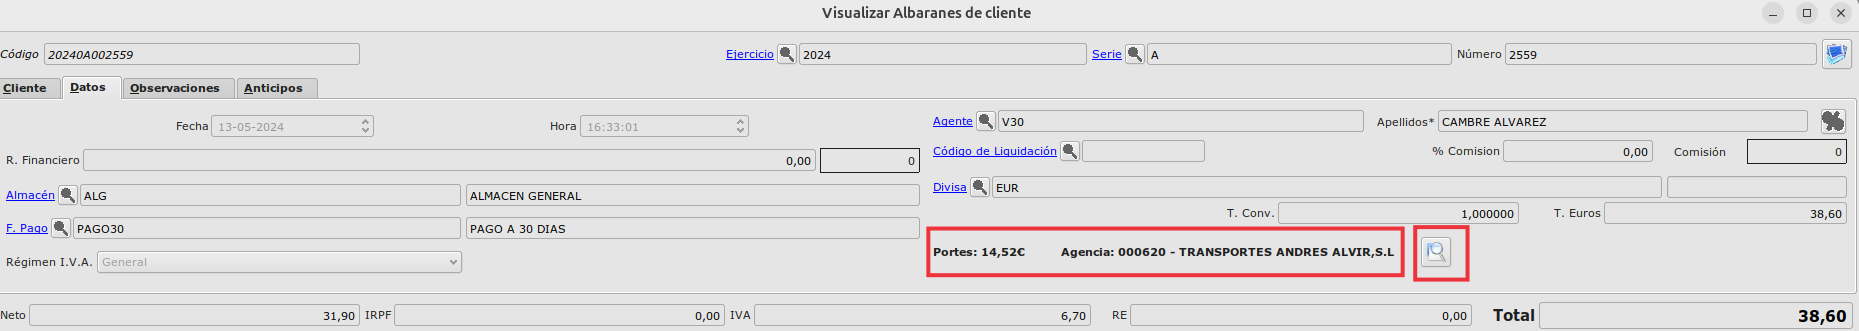 Visualizar Albaranes de cliente
Código 20240A002559 Ejercicio 2024 Serie A Número 2559
Cliente Datos Observaciones Anticipos
Fecha 13-05-2024 Hora 16:33:01 Agente V30 Apellidos* CAMBRE ALVAREZ
R. Financiero 0,00 0 Código de Liquidación % Comision 0,00 Comisión 0
Almacén ALG ALMACEN GENERAL Divisa EUR
T. Conv. 1,000000 T. Euros 38,60
F. Pago PAGO30 PAGO A 30 DIAS
Portes: 14,52€ Agencia: 000620 - TRANSPORTES ANDRES ALVIR,S.L
Régimen I.V.A. General
Neto 31,90 IRPF 0,00 IVA 6,70 RE 0,00 Total 38,60